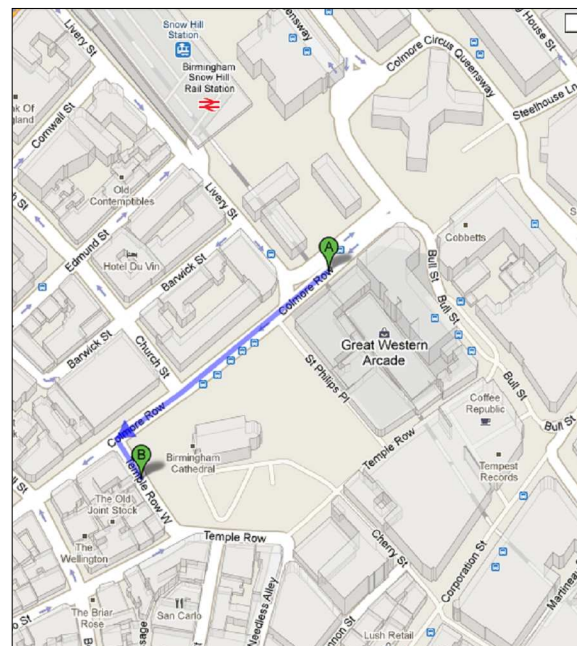 Snow Hill
Station
Birmingham
Snow Hill
Rail Station
Livery St
Colmore Circus Queensway
Steelhouse Ln
Cornwall St
Old
Contemptibles
Livery St
Edmund St
Hotel Du Vin
Barwick St
Cobbetts
Bull St
Bull St
A
Colmore Row
Great Western
Arcade
Barwick St
Church St
St Philips Pl
Coffee
Republic
Bull St
Bull St
Colmore Row
B
Birmingham
Cathedral
Temple Row
Temple Row W
Tempest
Records
The Old
Joint Stock
The
Wellington
Temple Row
Cherry St
Corporation St
The Briar
Rose
San Carlo
Needless Alley
Lush Retail